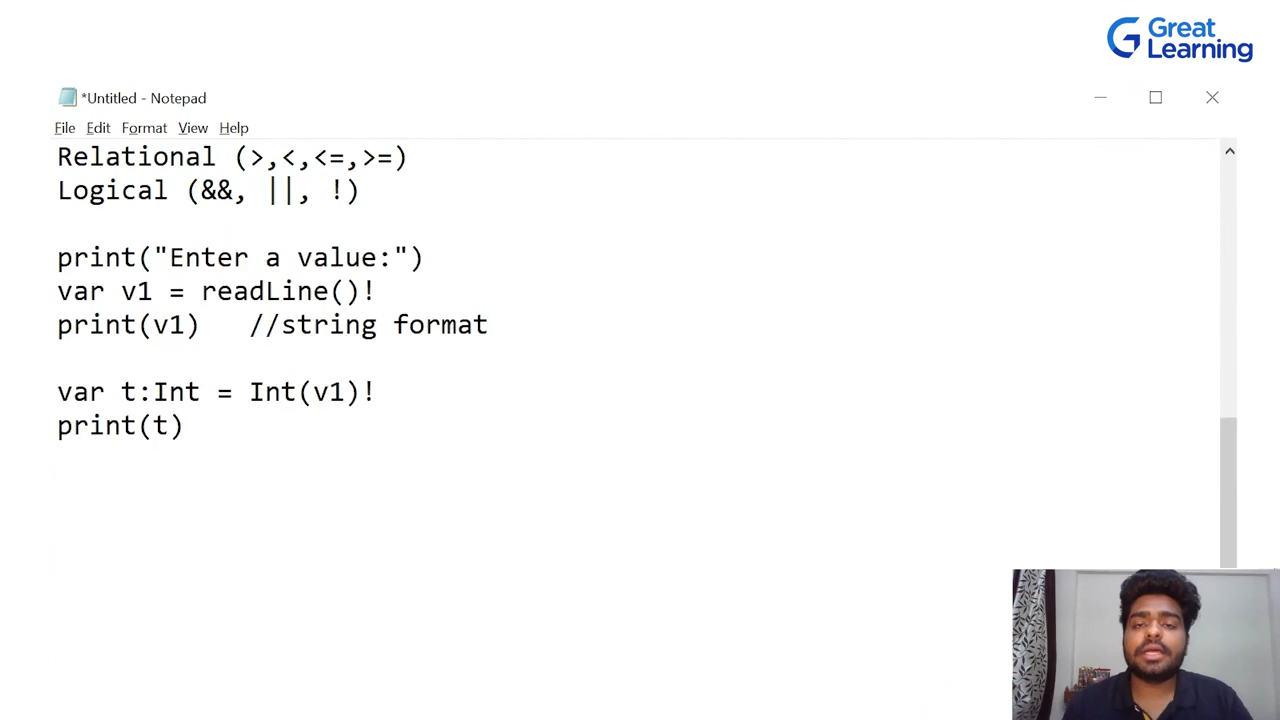 Great
Learning
*Untitled - Notepad
File Edit Format View Help
Relational (>,<,<=,>=)
Logical (&&, ||, !)
print("Enter a value:")
var v1 = readLine()!
print(v1)   //string format
var t:Int = Int(v1)!
print(t)